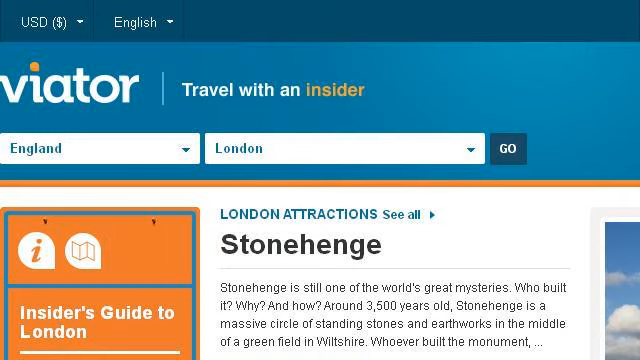 USD ($) English
viator Travel with an insider
England London GO
LONDON ATTRACTIONS See all
Stonehenge
Stonehenge is still one of the world's great mysteries. Who built
it? Why? And how? Around 3,500 years old, Stonehenge is a
massive circle of standing stones and earthworks in the middle
of a green field in Wiltshire. Whoever built the monument, ...
i
Insider's Guide to
London